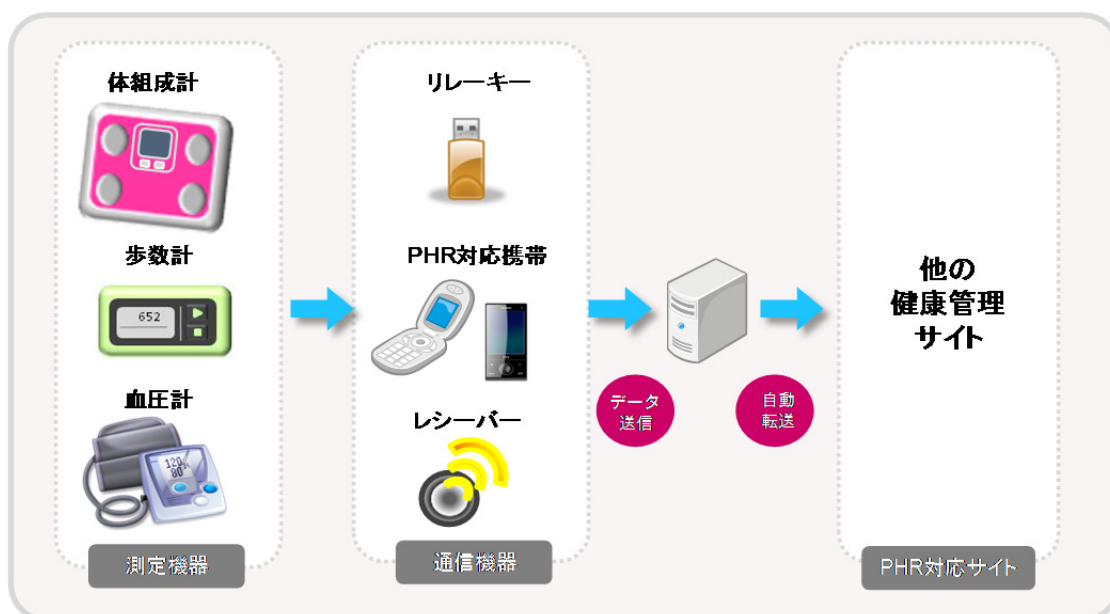 体組成計
歩数計
652
血圧計
120
80
測定機器
リレーキー
PHR対応携帯
レシーバー
通信機器
データ
送信
自動
転送
他の
健康管理
サイト
PHR対応サイト